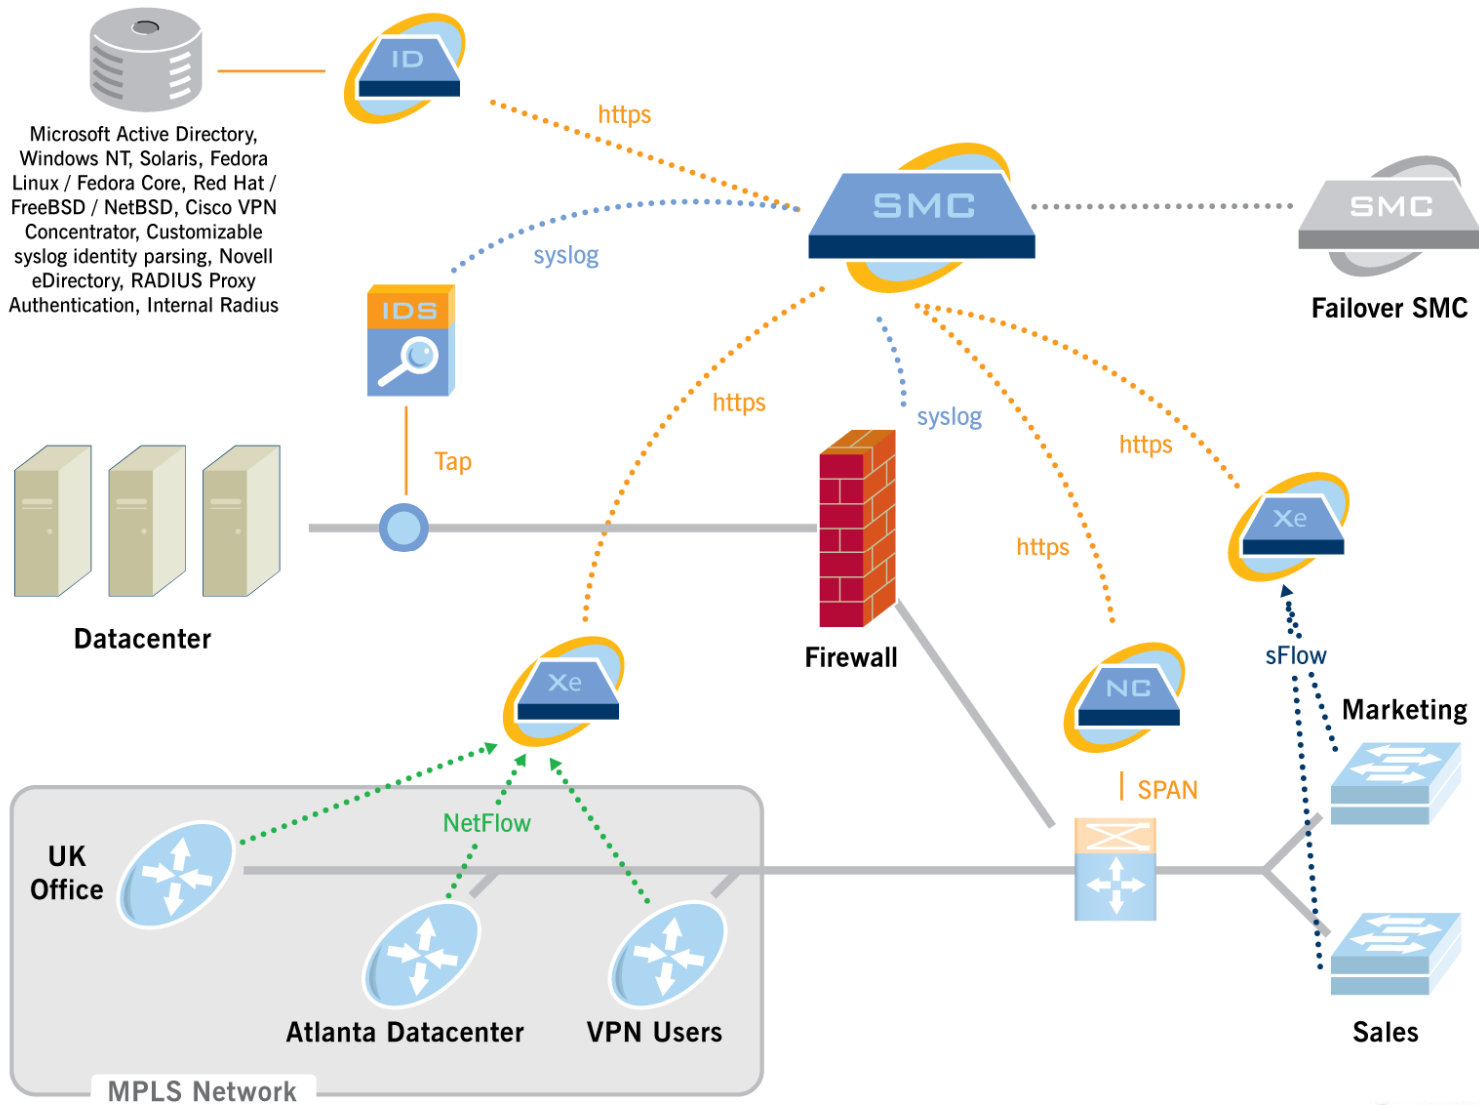 ID
https
Microsoft Active Directory,
Windows NT, Solaris, Fedora
Linux / Fedora Core, Red Hat /
FreeBSD / NetBSD, Cisco VPN
Concentrator, Customizable
syslog identity parsing, Novell
eDirectory, RADIUS Proxy
Authentication, Internal Radius
SMC
SMC
Failover SMC
syslog
IDS
https
syslog
https
Tap
Xe
https
Datacenter
Firewall
sFlow
Xe
NC
Marketing
SPAN
NetFlow
UK
Office
Atlanta Datacenter
VPN Users
Sales
MPLS Network